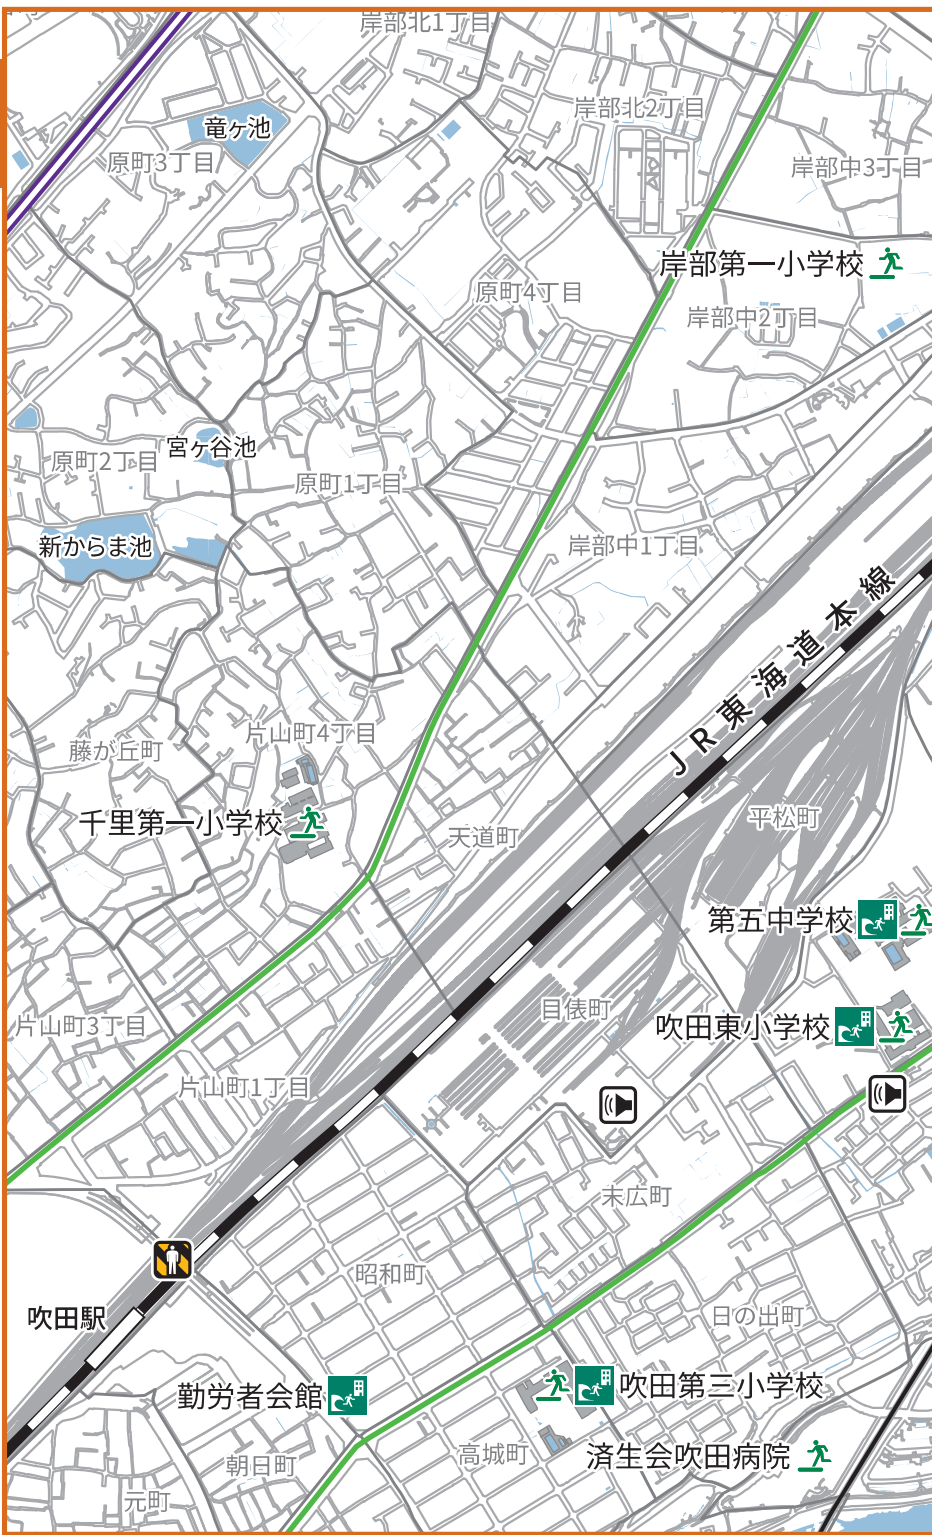 岸部北1丁目
岸部北2丁目
竜ヶ池
原町3丁目
岸部中3丁目
岸部第一小学校
原町4丁目
岸部中2丁目
宮ヶ谷池
原町2丁目
原町1丁目
新からま池
岸部中1丁目
JR東海道本線
片山町4丁目
藤が丘町
千里第一小学校
天道町
平松町
第五中学校
目俵町
片山町3丁目
吹田東小学校
片山町1丁目
末広町
昭和町
吹田駅
日の出町
勤労者会館
吹田第三小学校
高城町
済生会吹田病院
朝日町
元町